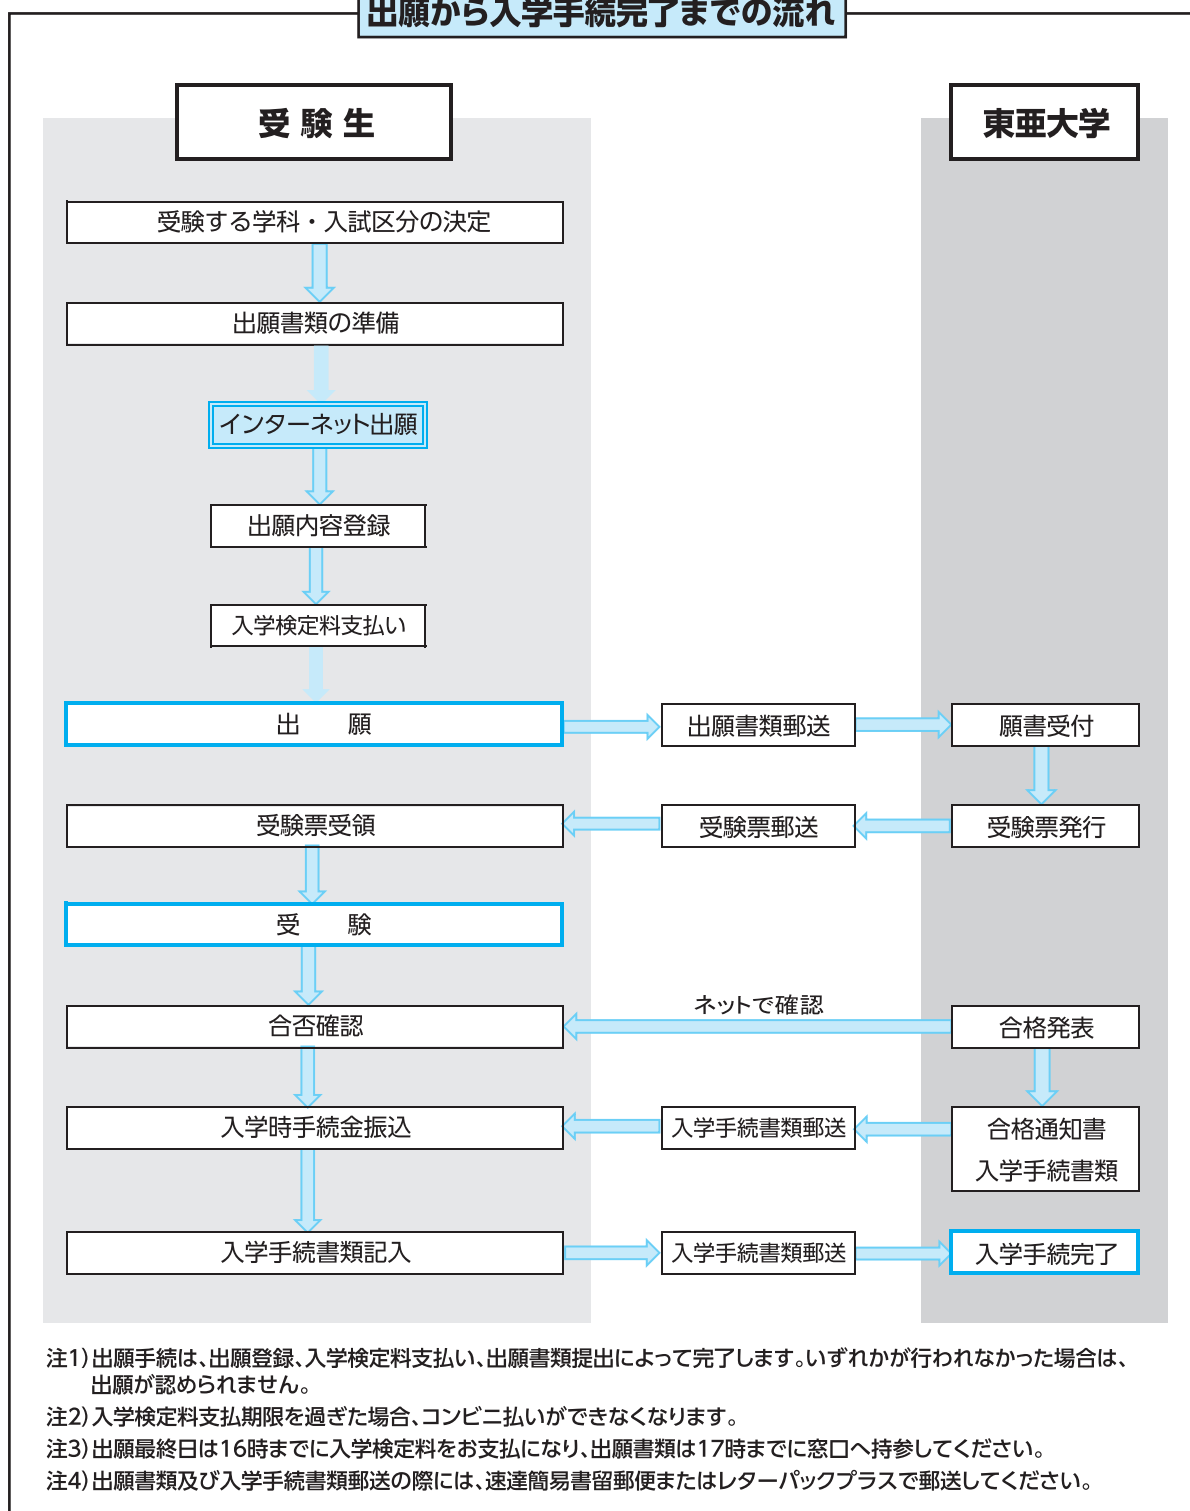 出願から入学手続完了までの流れ
受験生
東亜大学
受験する学科・入試区分の決定
出願書類の準備
インターネット出願
出願内容登録
入学検定料支払い
出　　願
出願書類郵送
願書受付
受験票受領
受験票郵送
受験票発行
受　　験
ネットで確認
合否確認
合格発表
入学時手続金振込
入学手続書類郵送
合格通知書
入学手続書類
入学手続書類記入
入学手続書類郵送
入学手続完了
注1）出願手続は、出願登録、入学検定料支払い、出願書類提出によって完了します。いずれかが行われなかった場合は、
出願が認められません。
注2）入学検定料支払期限を過ぎた場合、コンビニ払いができなくなります。
注3）出願最終日は16時までに入学検定料をお支払になり、出願書類は17時までに窓口へ持参してください。
注4）出願書類及び入学手続書類郵送の際には、速達簡易書留郵便またはレターパックプラスで郵送してください。